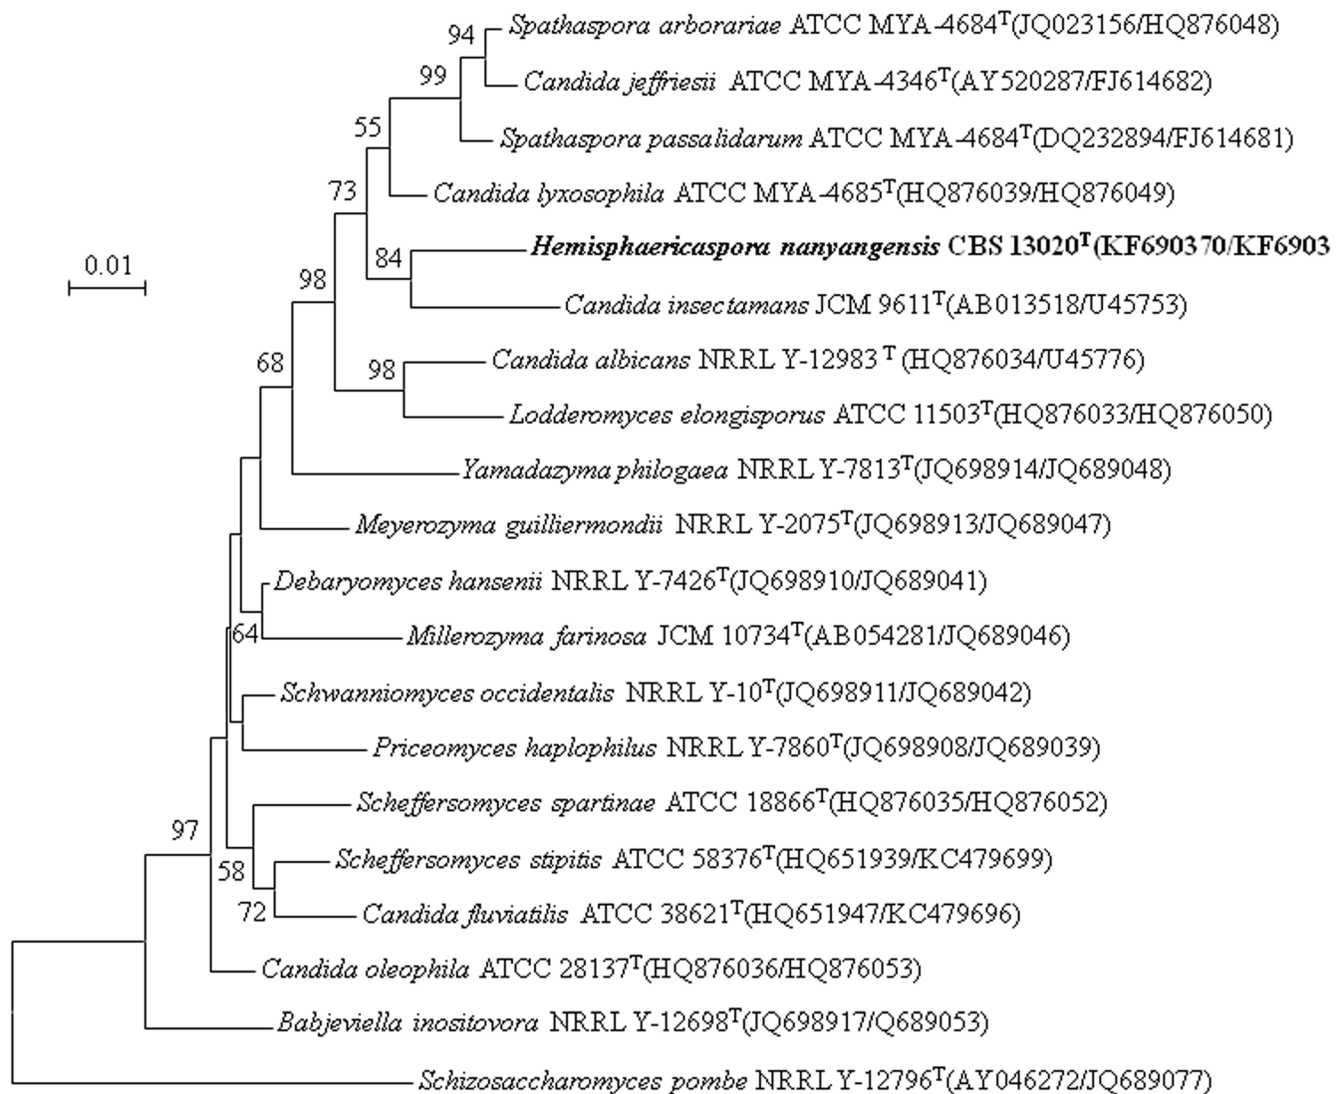 94 Spathaspora arborariae ATCC MYA-4684T(JQ023156/HQ876048)
99 Candida jeffriesii ATCC MYA-4346T(AY520287/FJ614682)
55 Spathaspora passalidarum ATCC MYA-4684T(DQ232894/FJ614681)
73 Candida lyxosophila ATCC MYA-4685T(HQ876039/HQ876049)
84 Hemisphaericaspora nanyangensis CBS 13020T(KF690370/KF6903
0.01
98 Candida insectamans JCM 9611T(AB013518/U45753)
68 98 Candida albicans NRRL Y-12983 T (HQ876034/U45776)
Lodderomyces elongisporus ATCC 11503T(HQ876033/HQ876050)
Yamadazyma philogaea NRRL Y-7813T(JQ698914/JQ689048)
Meyerozyma guilliermondii NRRL Y-2075T(JQ698913/JQ689047)
Debaryomyces hansenii NRRL Y-7426T(JQ698910/JQ689041)
64 Millerozyma farinosa JCM 10734T(AB054281/JQ689046)
Schwanniomyces occidentalis NRRL Y-10T(JQ698911/JQ689042)
Priceomyces haplophilus NRRL Y-7860T(JQ698908/JQ689039)
Scheffersomyces spartinae ATCC 18866T(HQ876035/HQ876052)
97
58 Scheffersomyces stipitis ATCC 58376T(HQ651939/KC479699)
72 Candida fluviatilis ATCC 38621T(HQ651947/KC479696)
Candida oleophila ATCC 28137T(HQ876036/HQ876053)
Babjeviella inositovora NRRL Y-12698T(JQ698917/Q689053)
Schizosaccharomyces pombe NRRL Y-12796T(AY046272/JQ689077)